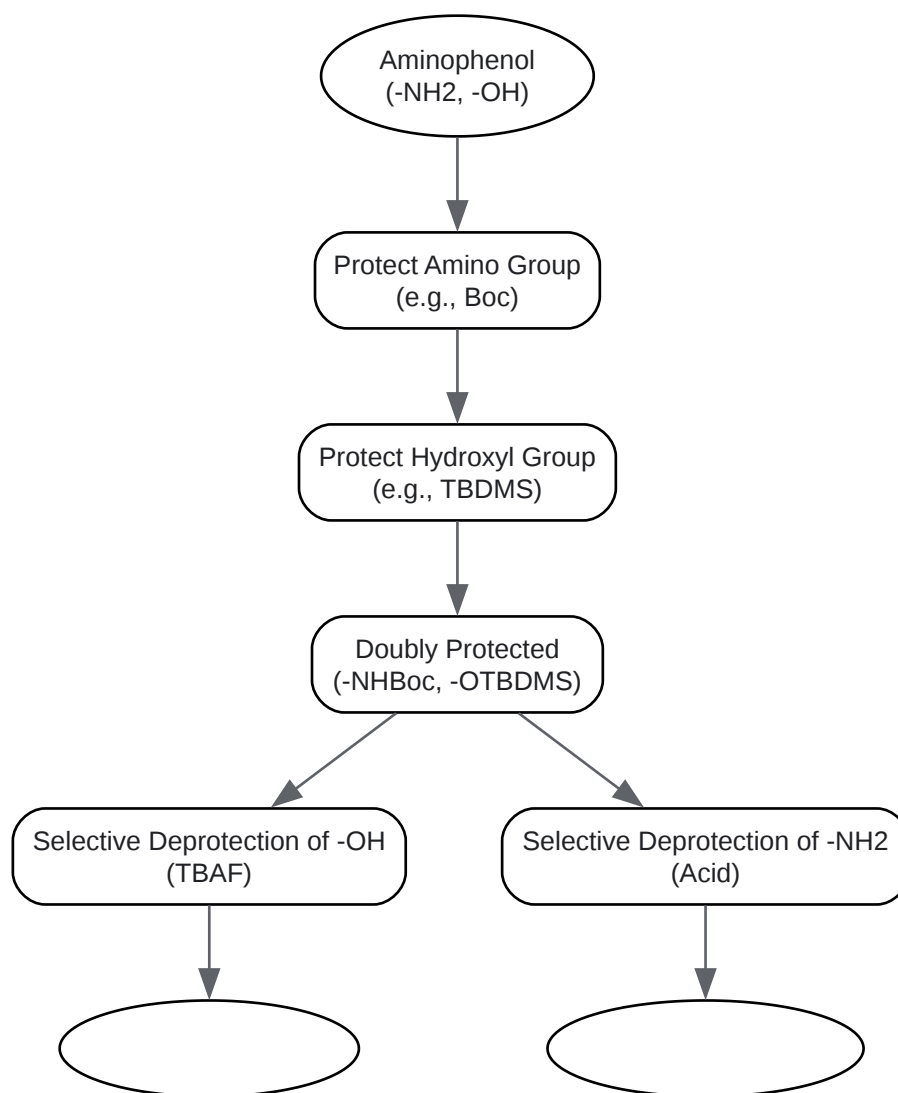 Aminophenol
(-NH2, -OH)
Protect Amino Group
(e.g., Boc)
Protect Hydroxyl Group
(e.g., TBDMS)
Doubly Protected
(-NHBoc, -OTBDMS)
Selective Deprotection of -OH
(TBAF)
Selective Deprotection of -NH2
(Acid)